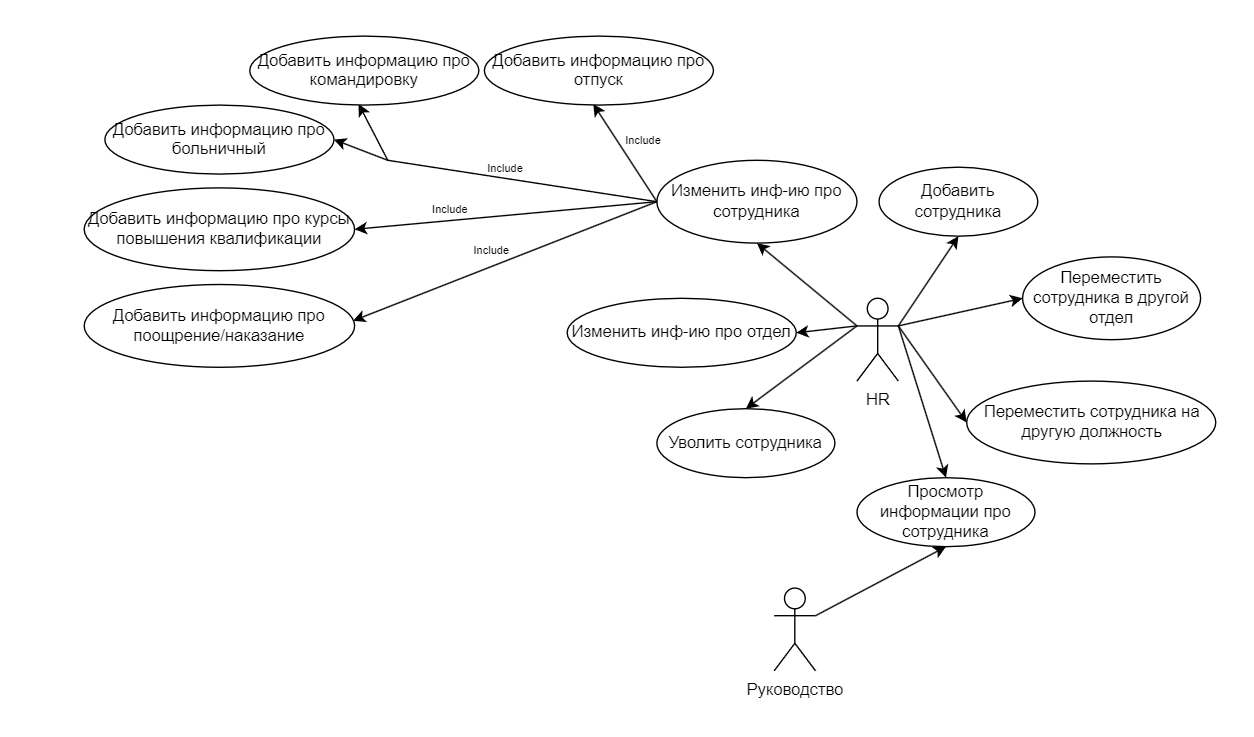 Добавить информацию про
командировку
Добавить информацию про
отпуск
Добавить информацию про
больничный
Include
Include
Изменить инф-ию про
сотрудника
Добавить
сотрудника
Добавить информацию про курсы
повышения квалификации
Include
Include
Добавить информацию про
поощрение/наказание
Переместить
сотрудника в другой
отдел
Изменить инф-ию про отдел
HR
Переместить сотрудника на
другую должность
Уволить сотрудника
Просмотр
информации про
сотрудника
Руководство